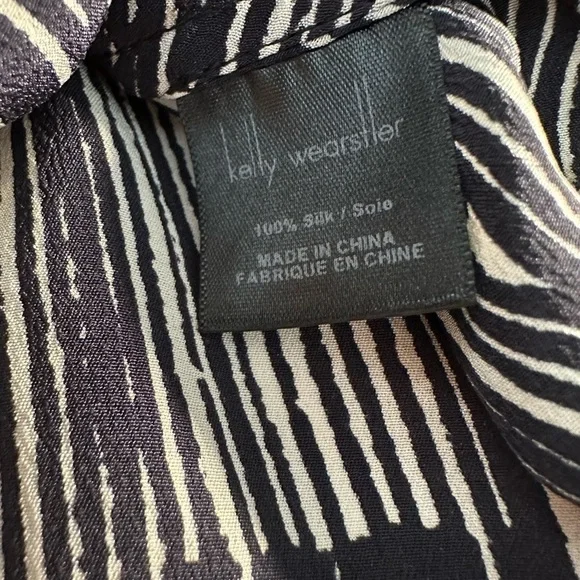 kelly wearstler
100% Silk / Soie
MADE IN CHINA
FABRIQUE EN CHINE